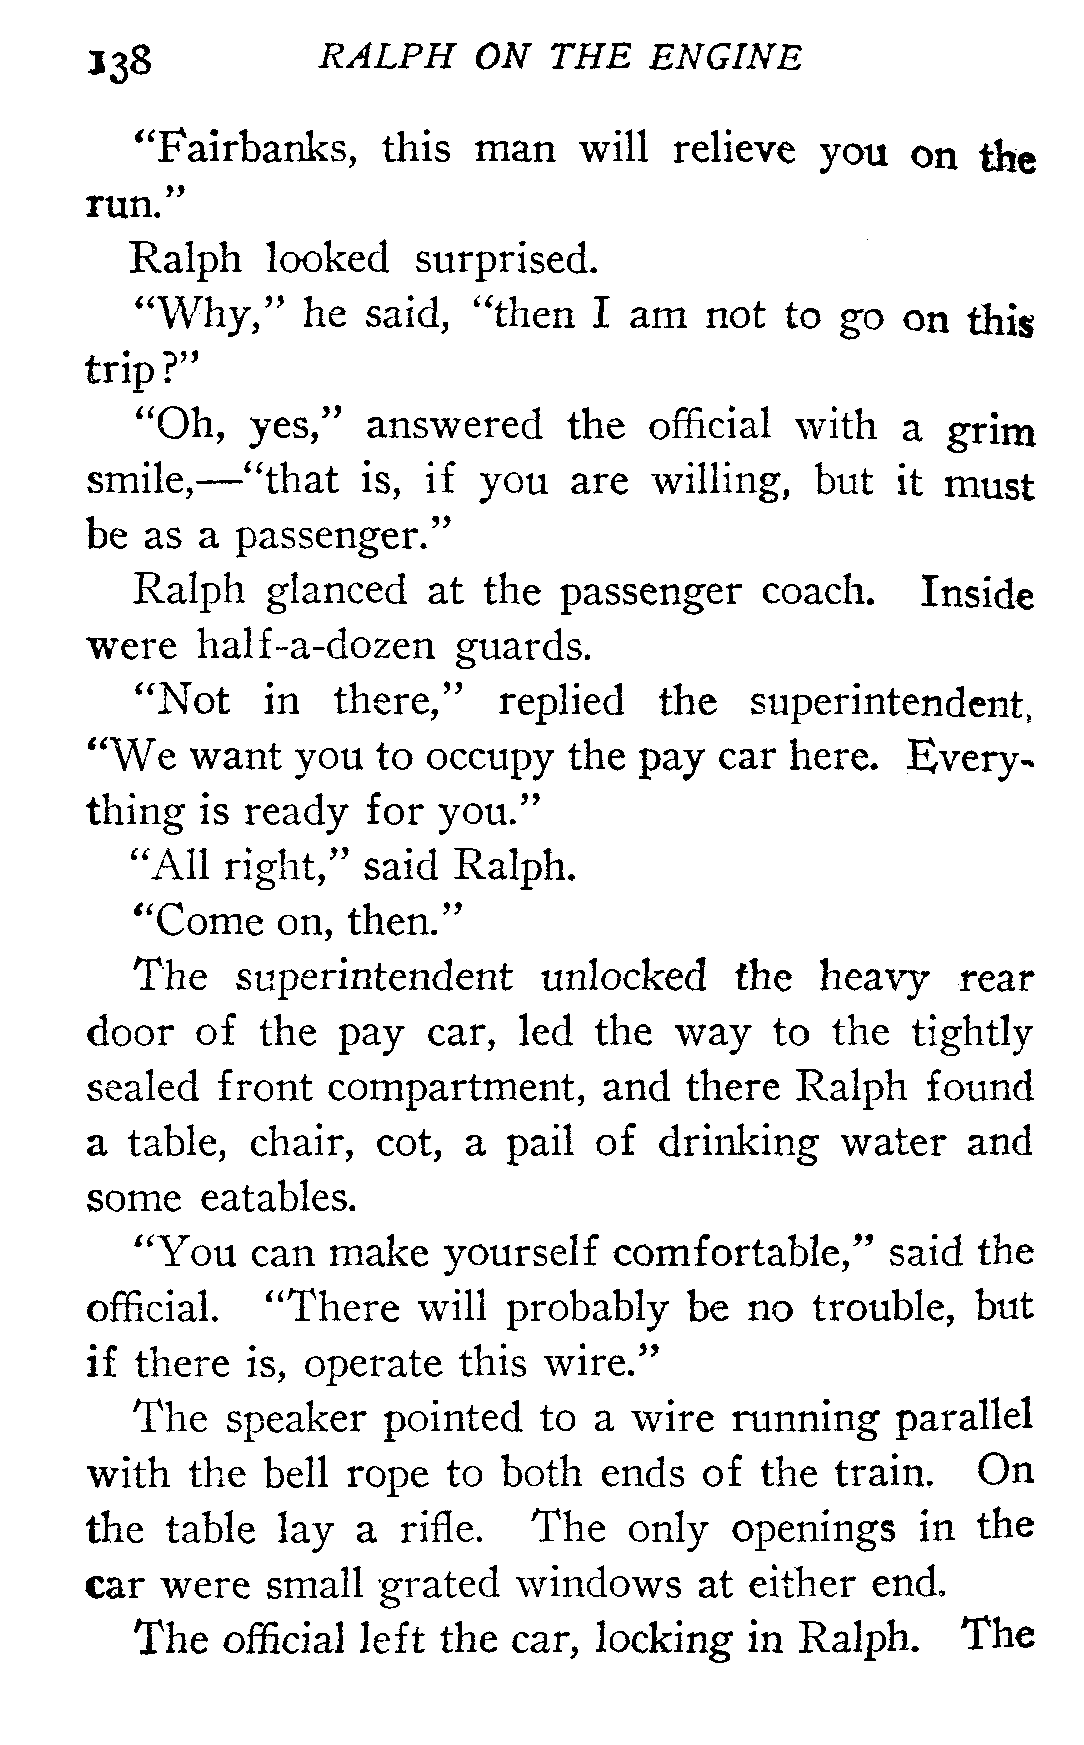 138 RALPH ON THE ENGINE
“Fairbanks, this man will relieve you on the
run.”
Ralph looked surprised.
“Why,” he said, “then I am not to go on this
trip?”
“Oh, yes,” answered the official with a grim
smile,—“that is, if you are willing, but it must
be as a passenger.”
Ralph glanced at the passenger coach. Inside
were half-a-dozen guards.
“Not in there,” replied the superintendent,
“We want you to occupy the pay car here. Every-
thing is ready for you.”
“All right,” said Ralph.
“Come on, then.”
The superintendent unlocked the heavy rear
door of the pay car, led the way to the tightly
sealed front compartment, and there Ralph found
a table, chair, cot, a pail of drinking water and
some eatables.
“You can make yourself comfortable,” said the
official. “There will probably be no trouble, but
if there is, operate this wire.”
The speaker pointed to a wire running parallel
with the bell rope to both ends of the train. On
the table lay a rifle. The only openings in the
car were small grated windows at either end.
The official left the car, locking in Ralph. The